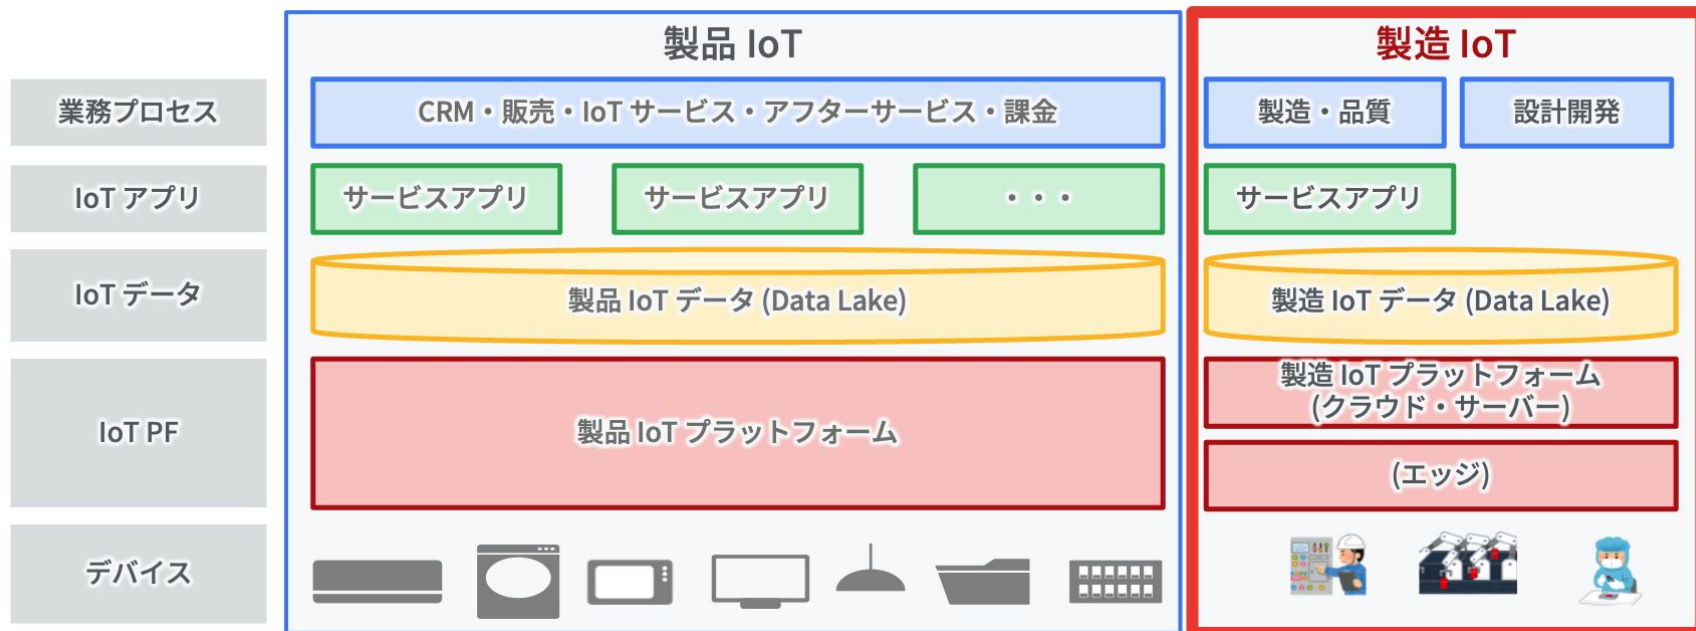 製品 IoT
製造 IoT
業務プロセス
CRM・販売・IoT サービス・アフターサービス・課金
製造・品質
設計開発
IoT アプリ
サービスアプリ
サービスアプリ
・・・
サービスアプリ
IoT データ
製品 IoT データ (Data Lake)
製造 IoT データ (Data Lake)
IoT PF
製品 IoT プラットフォーム
製造 IoT プラットフォーム
(クラウド・サーバー)
(エッジ)
デバイス